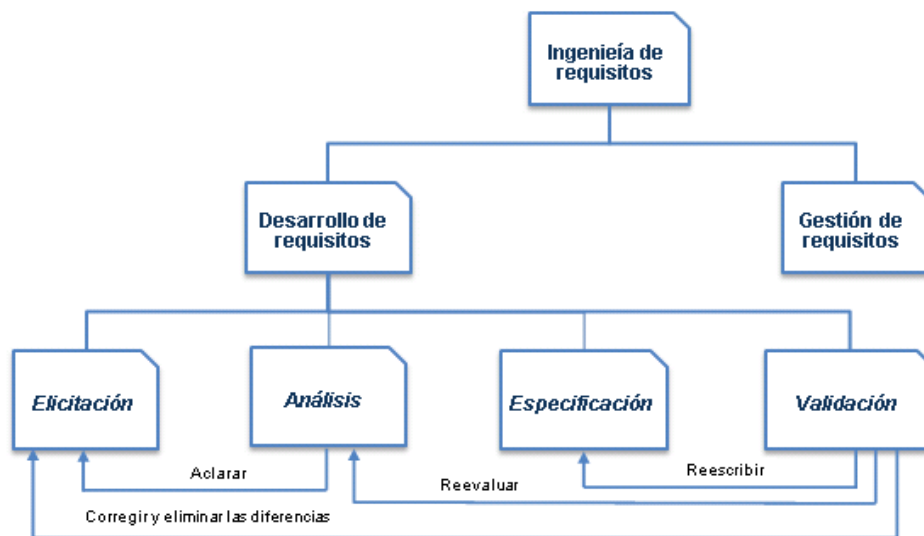 Ingenieía de
requisitos
Desarrollo de
requisitos
Gestión de
requisitos
Elicitación
Análisis
Especificación
Validación
Aclarar
Reevaluar
Reescribir
Corregir y eliminar las diferencias